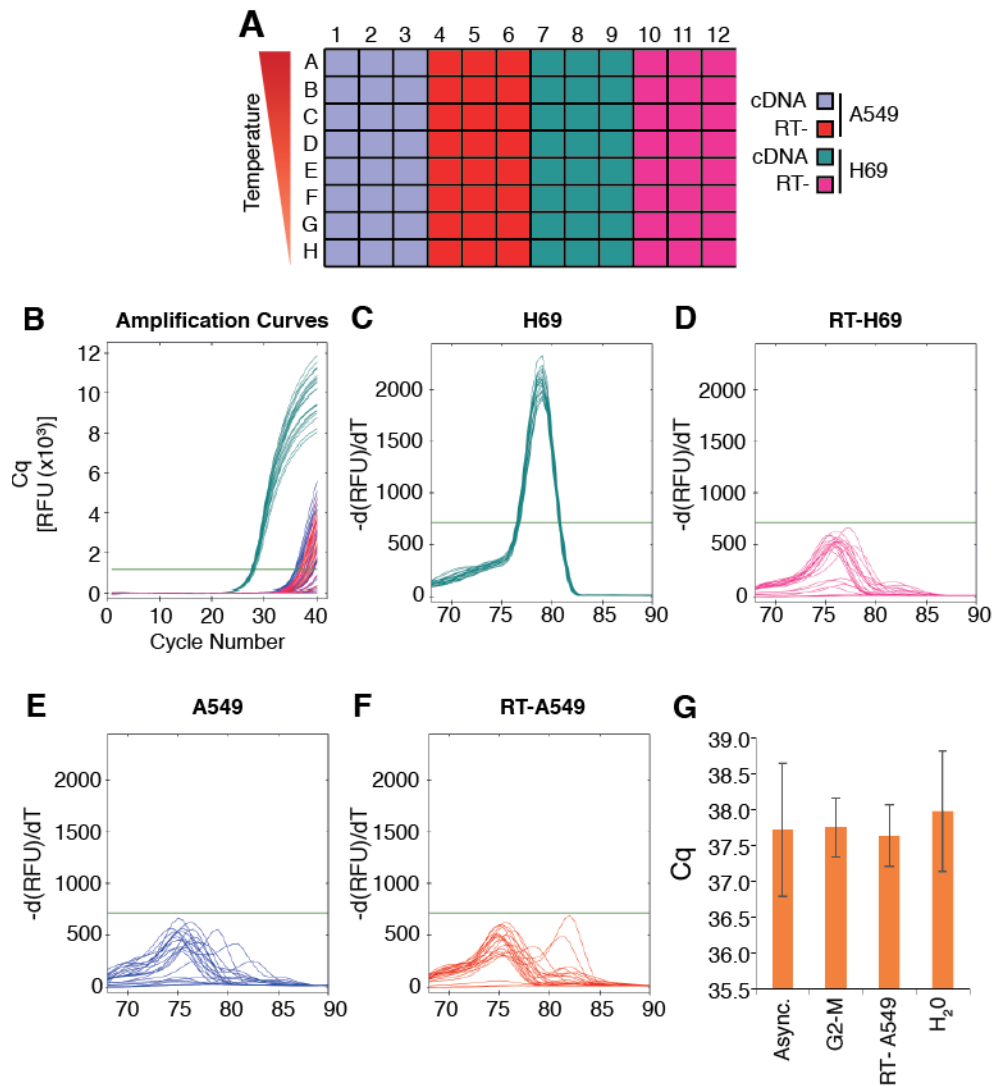 A
1 2 3 4 5 6 7 8 9 10 11 12
Temperature
A
B
C
D
E
F
G
H
cDNA
RT-
A549
cDNA
RT-
H69
B
Amplification Curves
Cq
[RFU (x10³)]
12
10
8
6
4
2
0
0 10 20 30 40
Cycle Number
C
H69
-d(RFU)/dT
2000
1500
1000
500
0
70 75 80 85 90
D
RT-H69
-d(RFU)/dT
2000
1500
1000
500
0
70 75 80 85 90
E
A549
-d(RFU)/dT
2000
1500
1000
500
0
70 75 80 85 90
F
RT-A549
-d(RFU)/dT
2000
1500
1000
500
0
70 75 80 85 90
G
Cq
39.0
38.5
38.0
37.5
37.0
36.5
36.0
35.5
Async.
G2-M
RT- A549
H₂0